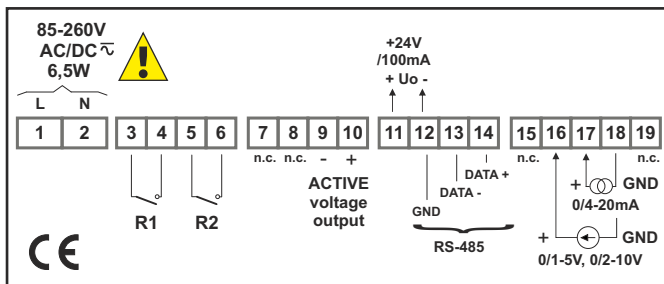 85-260V
AC/DC
6,5W
L N
+24V
/100mA
+ Uo -
1 2 3 4 5 6 7 8 9 10 11 12 13 14 15 16 17 18 19
n.c. n.c. - +
n.c. n.c.
R1 R2
ACTIVE
voltage
output
GND DATA - DATA +
RS-485
+ GND
0/4-20mA
+ GND
0/1-5V, 0/2-10V
CE